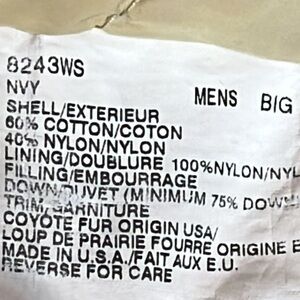 8243WS
NVY MENS BIG
SHELL/EXTERIEUR
60% COTTON/COTON
40% NYLON/NYLON
LINING/DOUBLURE 100%NYLON/NYL
FILLING/EMBOURRAGE
DOWN/DUVET (MINIMUM 75% DOWN/
TRIM/GARNITURE
COYOTE FUR ORIGIN USA/
LOUP DE PRAIRIE FOURRE ORIGINE E
MADE IN U.S.A./FAIT AUX E.U.
REVERSE FOR CARE